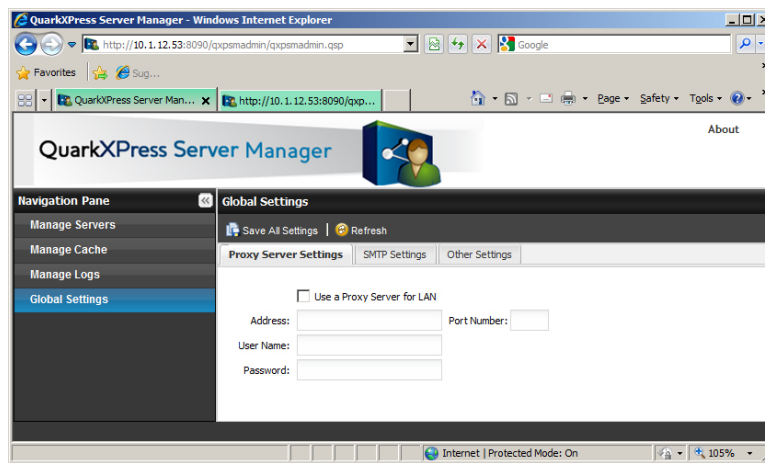 QuarkXPress Server Manager - Windows Internet Explorer
http://10.1.12.53:8090/qxpsmadmin/qxpsmadmin.qsp
Google
Favorites Sug...
QuarkXPress Server Man... http://10.1.12.53:8090/qxp... Page Safety Tools
About
QuarkXPress Server Manager
Navigation Pane
Global Settings
Manage Servers
Save All Settings Refresh
Manage Cache
Proxy Server Settings SMTP Settings Other Settings
Manage Logs
Global Settings
Use a Proxy Server for LAN
Address: Port Number:
User Name:
Password:
Internet | Protected Mode: On 105%